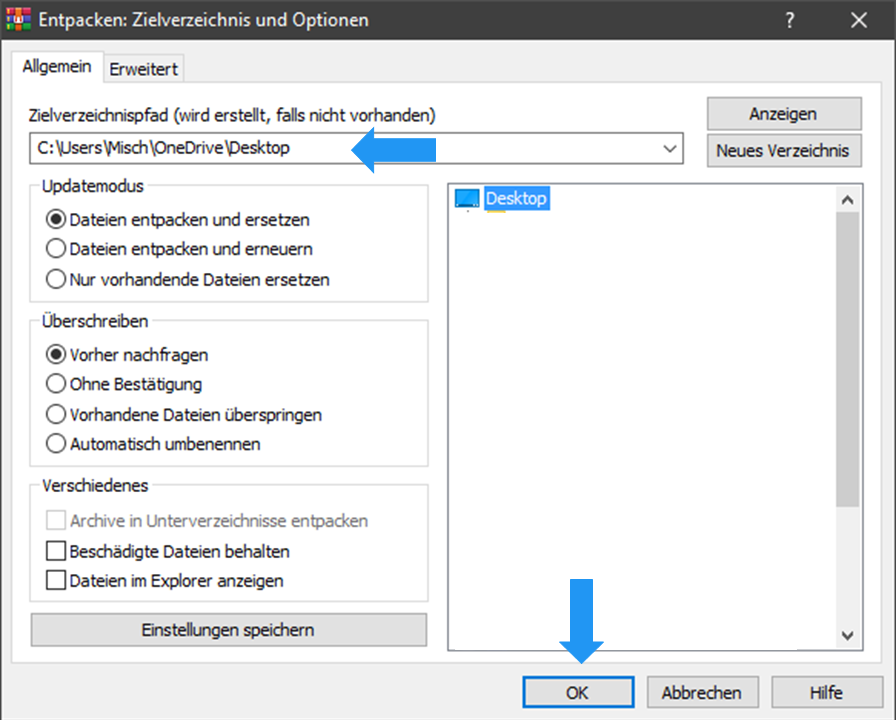 Entpacken: Zielverzeichnis und Optionen
?
Allgemein
Erweitert
Zielverzeichnispfad (wird erstellt, falls nicht vorhanden)
Anzeigen
C:\Users\Misch\OneDrive\Desktop
Neues Verzeichnis
Updatemodus
Dateien entpacken und ersetzen
Dateien entpacken und erneuern
Nur vorhandende Dateien ersetzen
Überschreiben
Vorher nachfragen
Ohne Bestätigung
Vorhandene Dateien überspringen
Automatisch umbenennen
Verschiedenes
Archive in Unterverzeichnisse entpacken
Beschädigte Dateien behalten
Dateien im Explorer anzeigen
Einstellungen speichern
Desktop
OK
Abbrechen
Hilfe